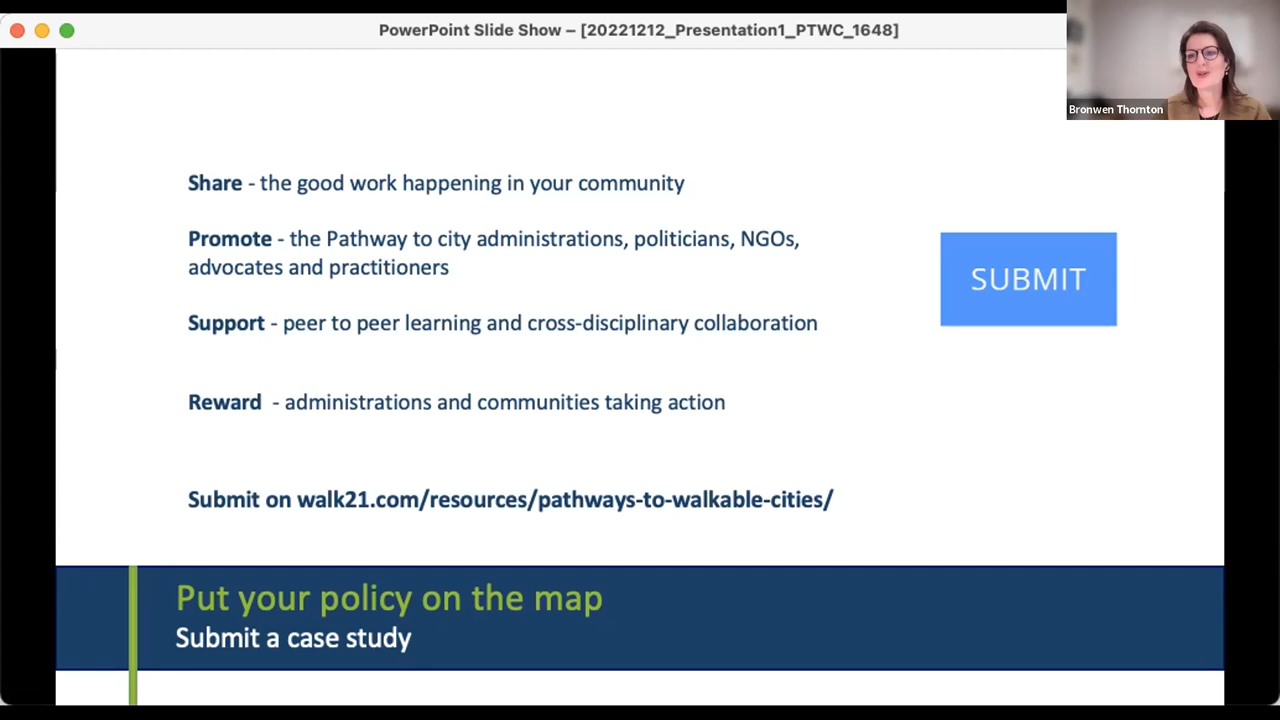 PowerPoint Slide Show – [20221212_Presentation1_PTWC_1648]
Bronwen Thornton
Share - the good work happening in your community
Promote - the Pathway to city administrations, politicians, NGOs,
advocates and practitioners
SUBMIT
Support - peer to peer learning and cross-disciplinary collaboration
Reward  - administrations and communities taking action
Submit on walk21.com/resources/pathways-to-walkable-cities/
Put your policy on the map
Submit a case study